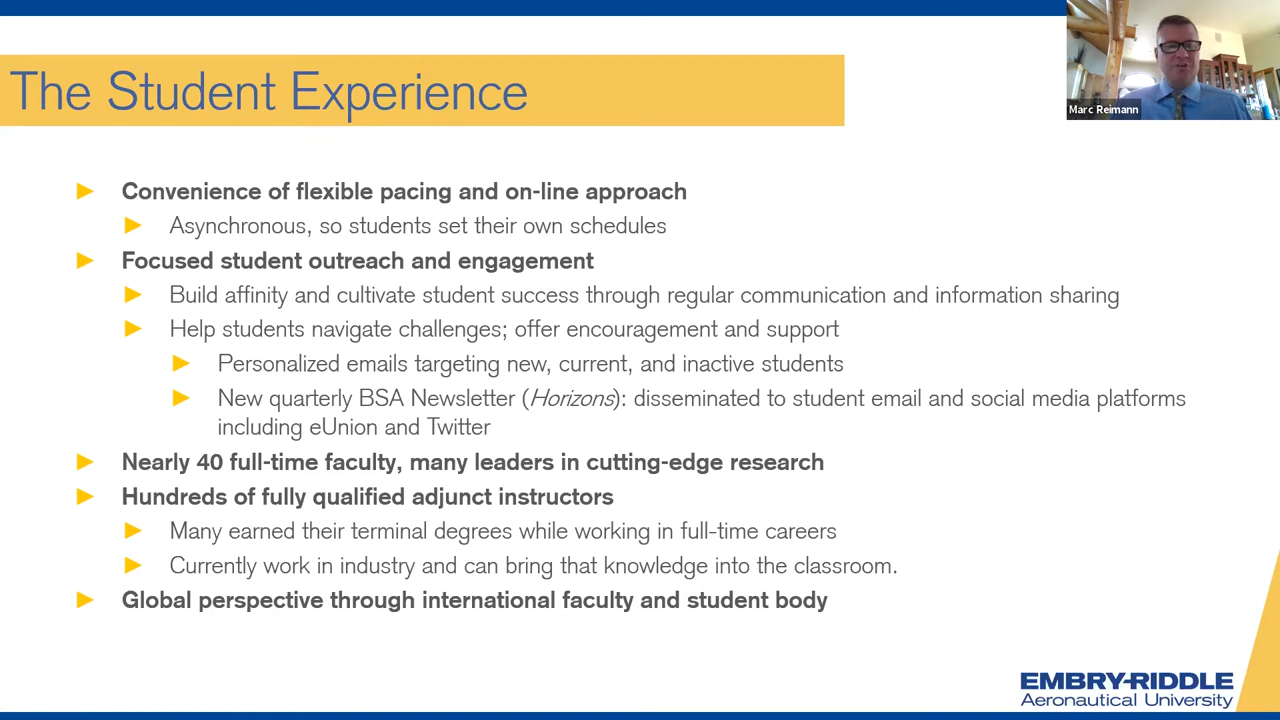 The Student Experience
Marc Reimann
Convenience of flexible pacing and on-line approach
Asynchronous, so students set their own schedules
Focused student outreach and engagement
Build affinity and cultivate student success through regular communication and information sharing
Help students navigate challenges; offer encouragement and support
Personalized emails targeting new, current, and inactive students
New quarterly BSA Newsletter (Horizons): disseminated to student email and social media platforms
including eUnion and Twitter
Nearly 40 full-time faculty, many leaders in cutting-edge research
Hundreds of fully qualified adjunct instructors
Many earned their terminal degrees while working in full-time careers
Currently work in industry and can bring that knowledge into the classroom.
Global perspective through international faculty and student body
EMBRY-RIDDLE
Aeronautical University